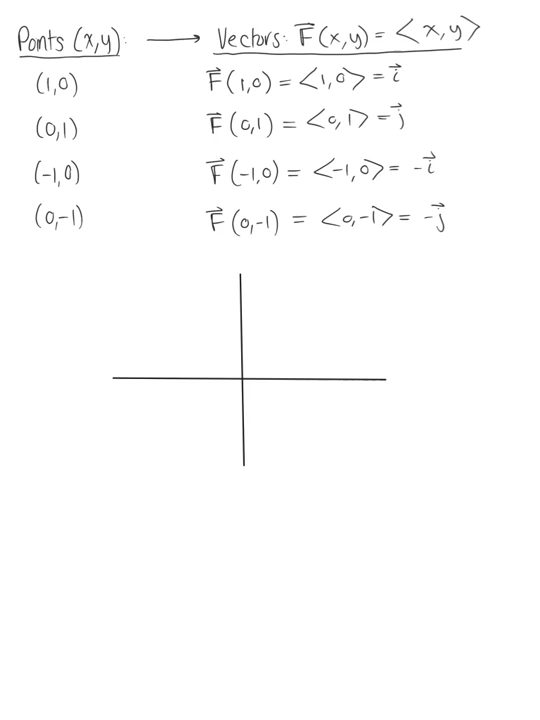 Ponts (x,y): ⟶ Vectors: F⃗(x,y) = <x,y>
(1,0) F⃗(1,0) = <1,0> = i⃗
(0,1) F⃗(0,1) = <0,1> = j⃗
(-1,0) F⃗(-1,0) = <-1,0> = -i⃗
(0,-1) F⃗(0,-1) = <0,-1> = -j⃗